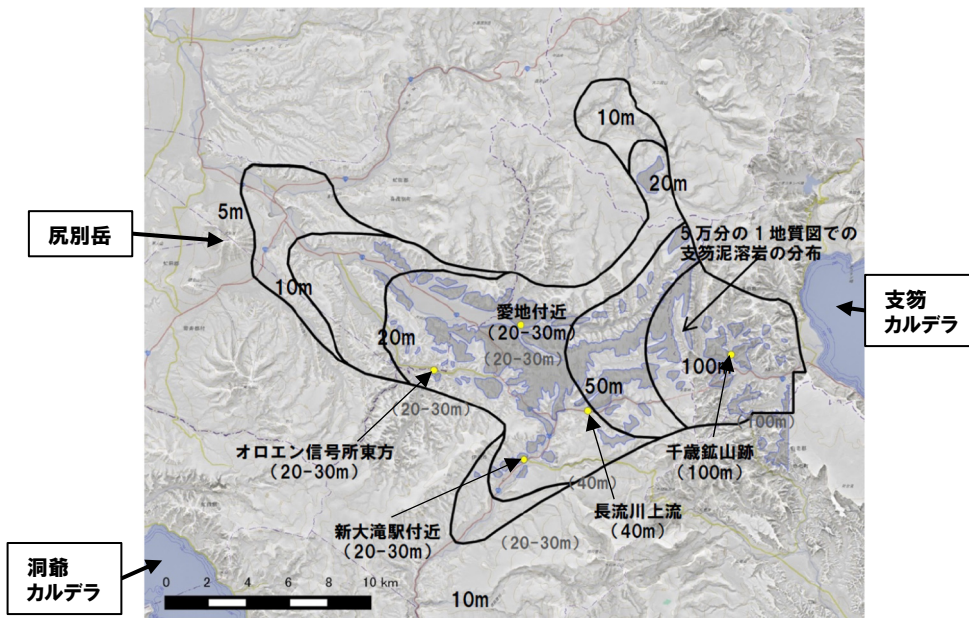 10m
20m
5m
尻別岳
5万分の1地質図での
支笏泥溶岩の分布
10m
支笏
カルデラ
愛地付近
(20-30m)
(20-30m)
20m
100m
50m
(20-30m)
(100m)
オロエン信号所東方
(20-30m)
千歳鉱山跡
(100m)
(40m)
長流川上流
(40m)
新大滝駅付近
(20-30m)
(20-30m)
洞爺
カルデラ
0 2 4 6 8 10 km
10m